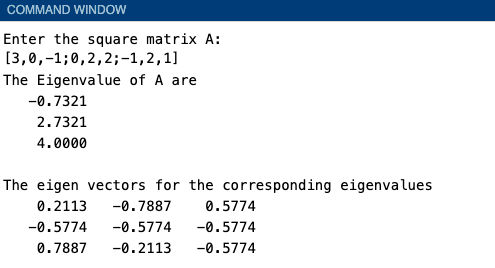 COMMAND WINDOW
Enter the square matrix A:
[3,0,-1;0,2,2;-1,2,1]
The Eigenvalue of A are
-0.7321
2.7321
4.0000
The eigen vectors for the corresponding eigenvalues
0.2113 -0.7887 0.5774
-0.5774 -0.5774 -0.5774
0.7887 -0.2113 -0.5774